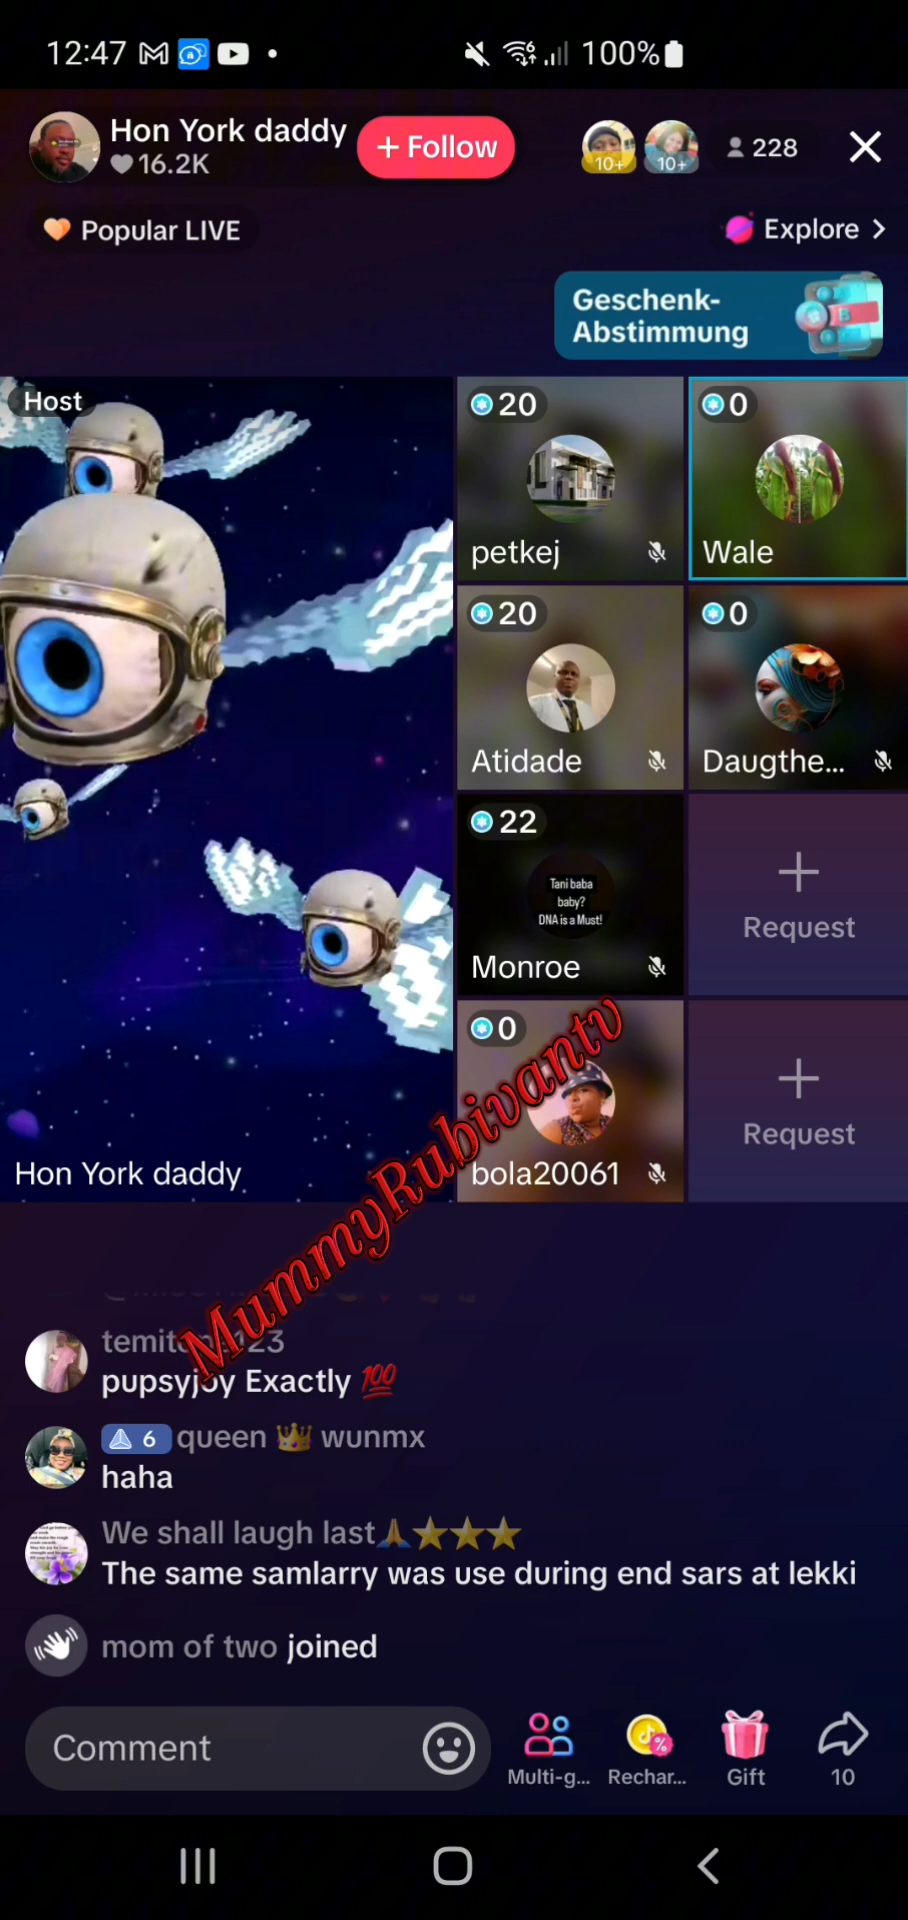 12:47
100%
Hon York daddy
+ Follow
16.2K
10+
10+
228
Popular LIVE
Explore >
Geschenk-
Abstimmung
Host
20
0
petkej
Wale
20
0
Atidade
Daugthe...
22
Tani baba
baby?
DNA is a Must!
Request
Monroe
0
Request
Hon York daddy
bola20061
MummyRubivantv
pupsyjoy Exactly 💯
6 queen 👑 wunmx
haha
We shall laugh last🙏⭐⭐⭐
The same samlarry was use during end sars at lekki
mom of two joined
Comment
Multi-g...
Rechar...
Gift
10